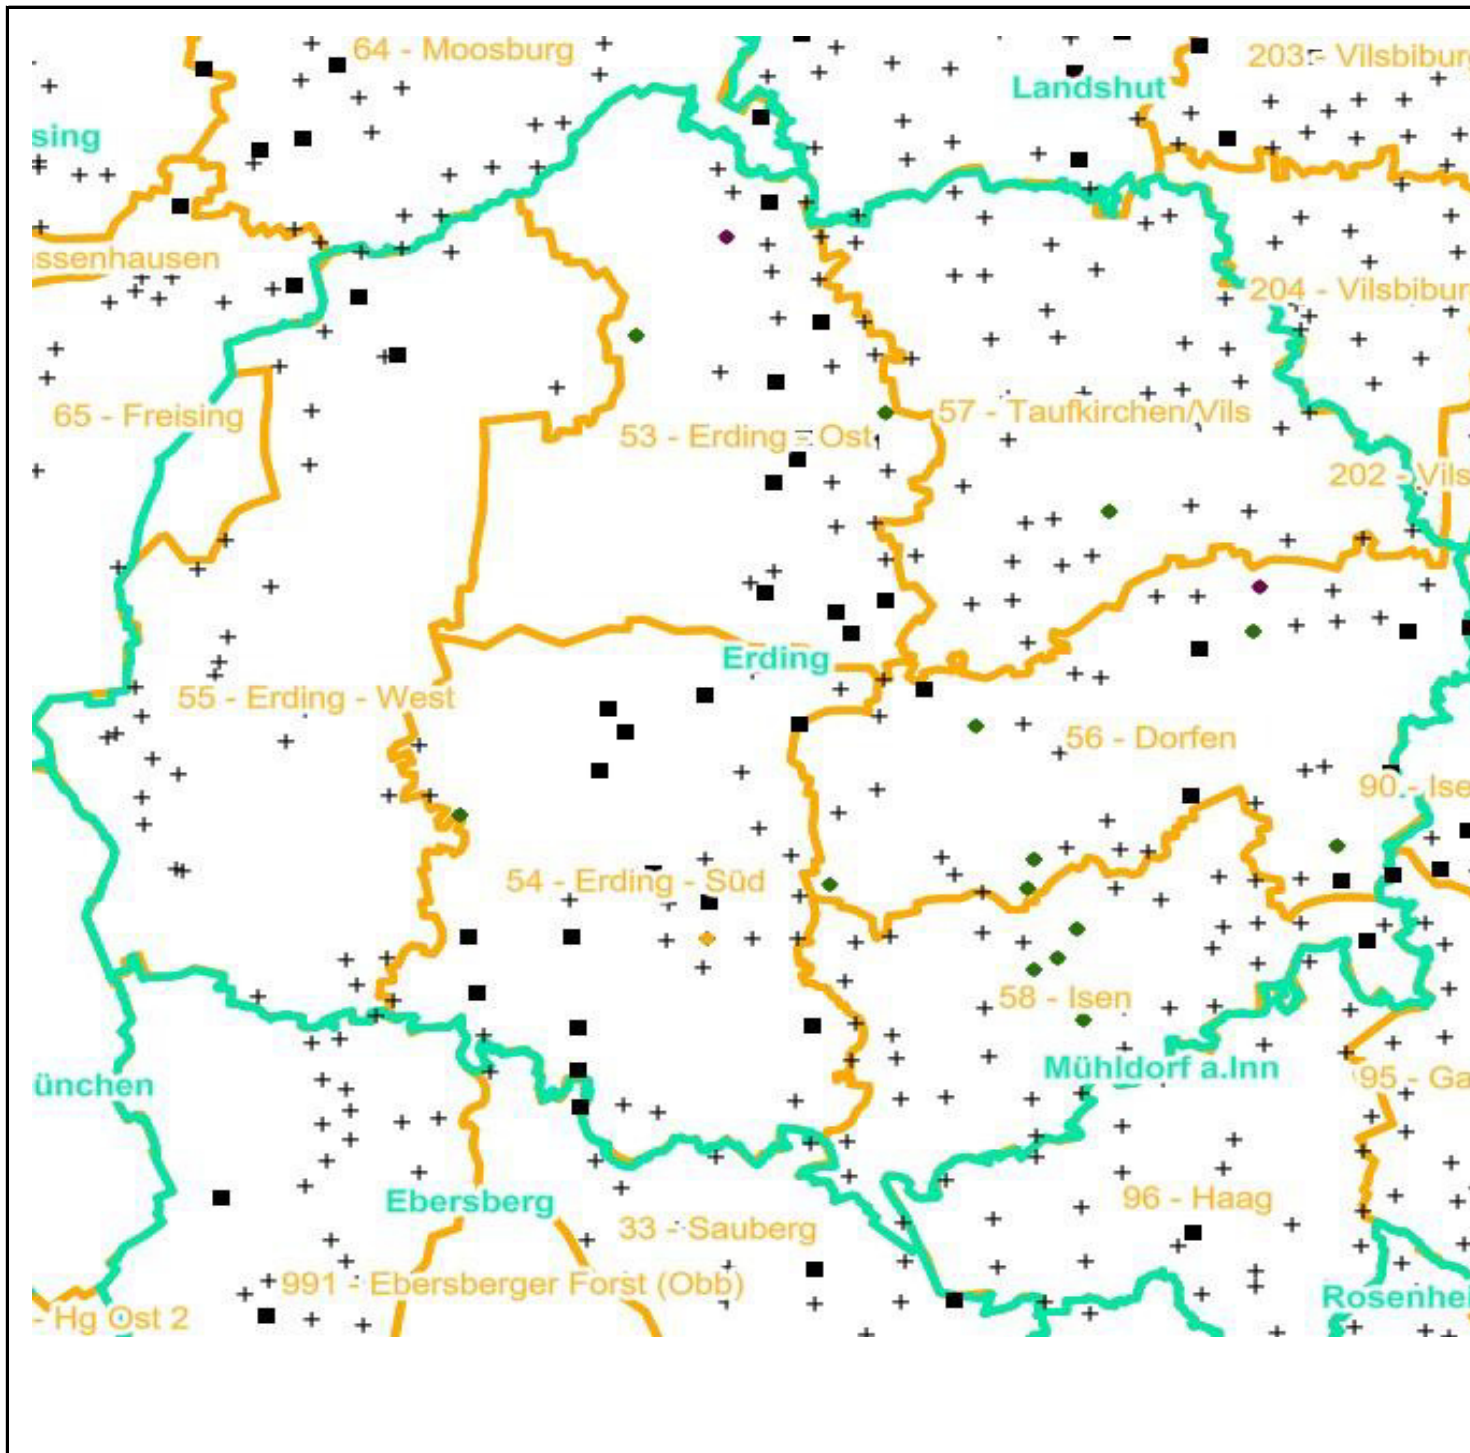 64 - Moosburg
203 - Vilsbiburg
Landshut
sing
assenhausen
204 - Vilsbibur
65 - Freising
53 - Erding - Ost
57 - Taufkirchen/Vils
202 - Vils
Erding
55 - Erding - West
56 - Dorfen
90 - Ise
54 - Erding - Süd
58 - Isen
Mühldorf a.Inn
95 - Ga
ünchen
Ebersberg
96 - Haag
33 - Sauberg
991 - Ebersberger Forst (Obb)
Rosenhei
- Hg Ost 2